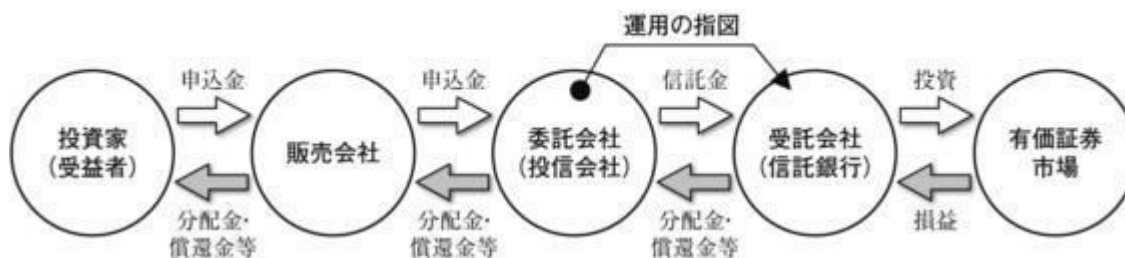 運用の指図
申込金
申込金
信託金
投資
投資家
(受益者)
販売会社
委託会社
(投信会社)
受託会社
(信託銀行)
有価証券
市場
分配金・
償還金等
分配金・
償還金等
分配金・
償還金等
損益